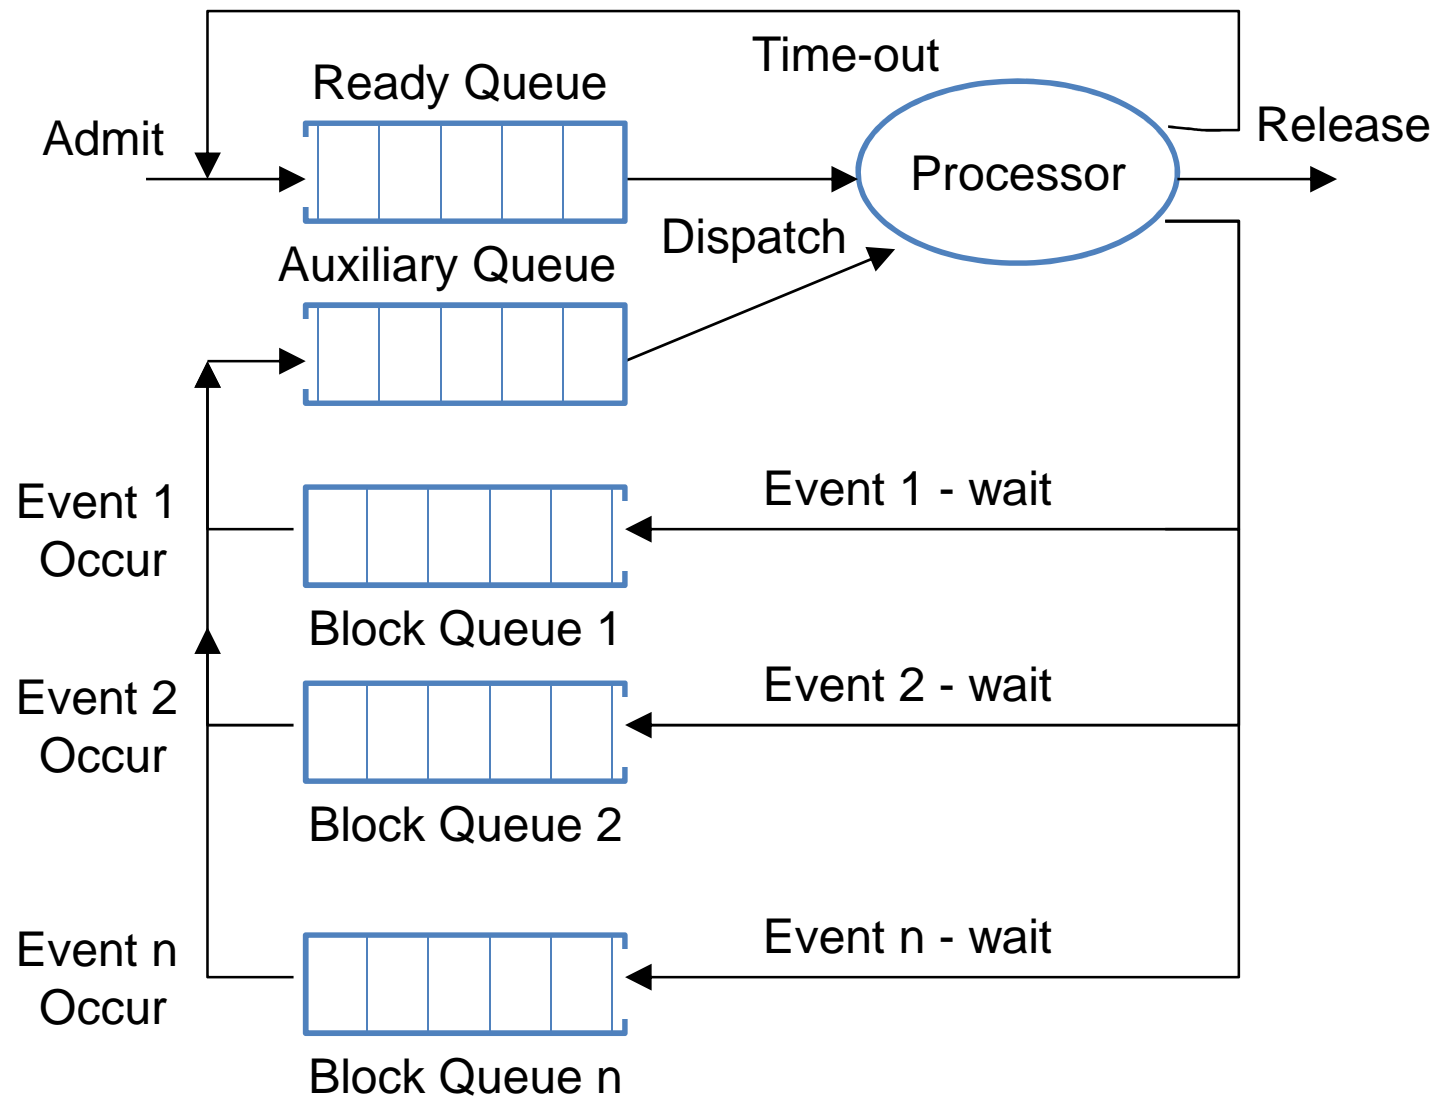 Time-out
Ready Queue
Admit
Release
Processor
Dispatch
Auxiliary Queue
Event 1
Occur
Event 1 - wait
Block Queue 1
Event 2
Occur
Event 2 - wait
Block Queue 2
Event n
Occur
Event n - wait
Block Queue n